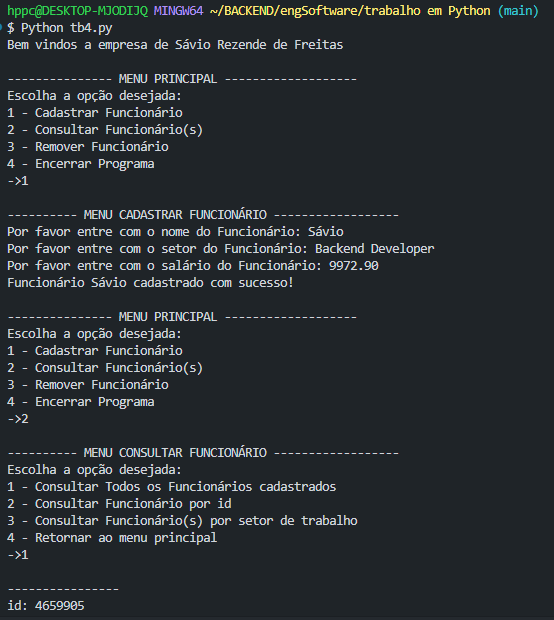 hppc@DESKTOP-MJODIJQ MINGW64 ~/BACKEND/engSoftware/trabalho em Python (main)
$ Python tb4.py
Bem vindos a empresa de Sávio Rezende de Freitas
--------------- MENU PRINCIPAL -------------------
Escolha a opção desejada:
1 - Cadastrar Funcionário
2 - Consultar Funcionário(s)
3 - Remover Funcionário
4 - Encerrar Programa
->1
---------- MENU CADASTRAR FUNCIONÁRIO ------------------
Por favor entre com o nome do Funcionário: Sávio
Por favor entre com o setor do Funcionário: Backend Developer
Por favor entre com o salário do Funcionário: 9972.90
Funcionário Sávio cadastrado com sucesso!
--------------- MENU PRINCIPAL -------------------
Escolha a opção desejada:
1 - Cadastrar Funcionário
2 - Consultar Funcionário(s)
3 - Remover Funcionário
4 - Encerrar Programa
->2
---------- MENU CONSULTAR FUNCIONÁRIO ------------------
Escolha a opção desejada:
1 - Consultar Todos os Funcionários cadastrados
2 - Consultar Funcionário por id
3 - Consultar Funcionário(s) por setor de trabalho
4 - Retornar ao menu principal
->1
----------------
id: 4659905